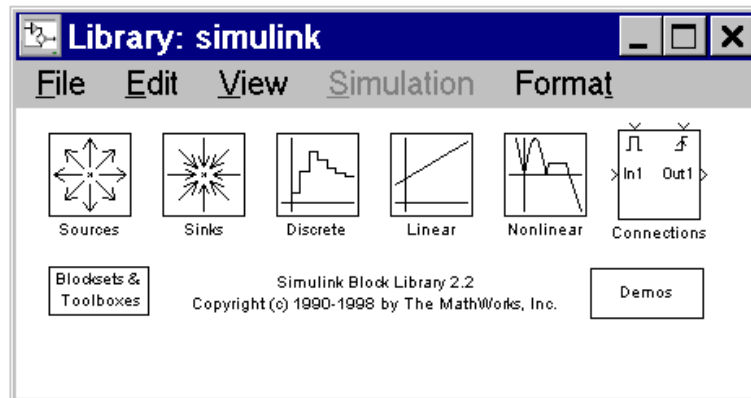 Library: simulink
File Edit View Simulation Format
In1 Out1
Sources Sinks Discrete Linear Nonlinear Connections
Blocksets &
Toolboxes
Simulink Block Library 2.2
Copyright (c) 1990-1998 by The MathWorks, Inc.
Demos